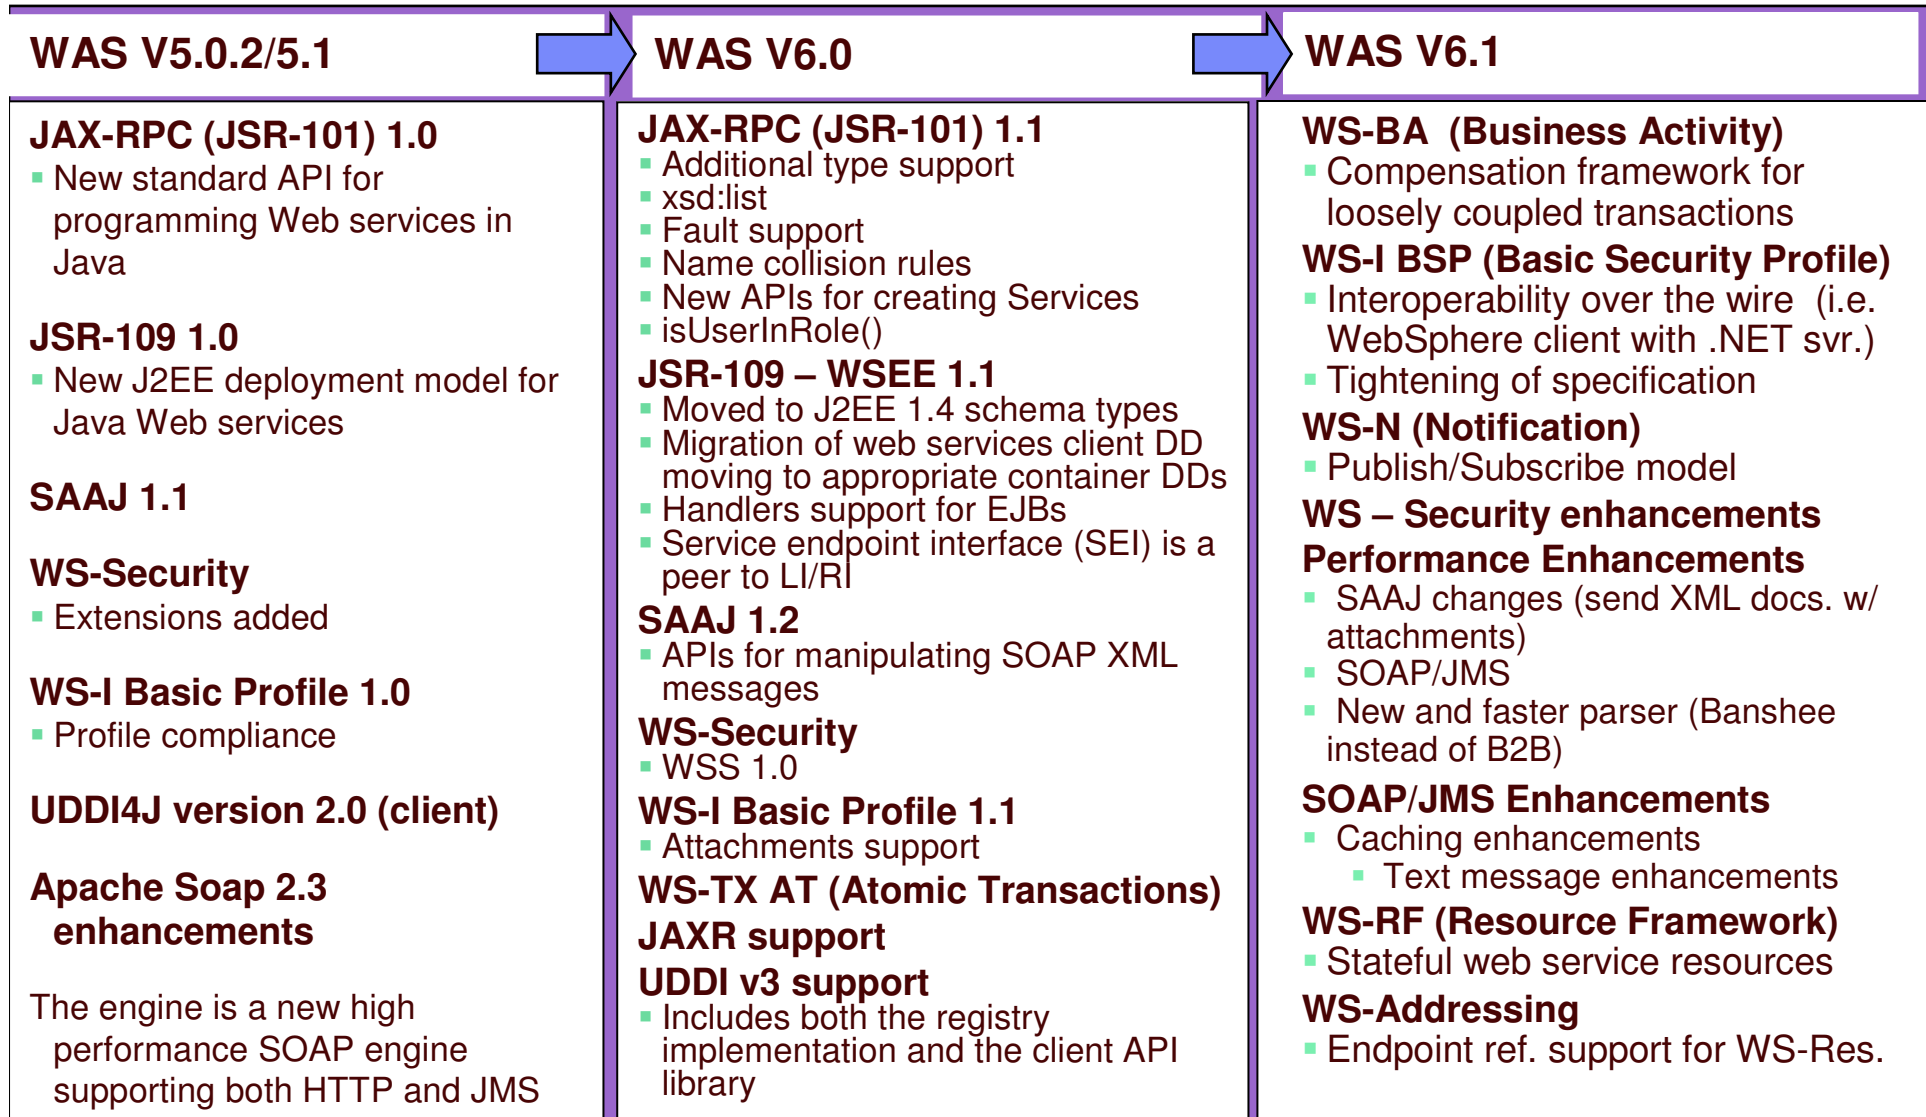 WAS V5.0.2/5.1
WAS V6.0
WAS V6.1
JAX-RPC (JSR-101) 1.0
▪ New standard API for
programming Web services in
Java
JSR-109 1.0
▪ New J2EE deployment model for
Java Web services
SAAJ 1.1
WS-Security
▪ Extensions added
WS-I Basic Profile 1.0
▪ Profile compliance
UDDI4J version 2.0 (client)
Apache Soap 2.3
enhancements
The engine is a new high
performance SOAP engine
supporting both HTTP and JMS
JAX-RPC (JSR-101) 1.1
▪ Additional type support
▪ xsd:list
▪ Fault support
▪ Name collision rules
▪ New APIs for creating Services
▪ isUserInRole()
JSR-109 – WSEE 1.1
▪ Moved to J2EE 1.4 schema types
▪ Migration of web services client DD
moving to appropriate container DDs
▪ Handlers support for EJBs
▪ Service endpoint interface (SEI) is a
peer to LI/RI
SAAJ 1.2
▪ APIs for manipulating SOAP XML
messages
WS-Security
▪ WSS 1.0
WS-I Basic Profile 1.1
▪ Attachments support
WS-TX AT (Atomic Transactions)
JAXR support
UDDI v3 support
▪ Includes both the registry
implementation and the client API
library
WS-BA (Business Activity)
▪ Compensation framework for
loosely coupled transactions
WS-I BSP (Basic Security Profile)
▪ Interoperability over the wire (i.e.
WebSphere client with .NET svr.)
▪ Tightening of specification
WS-N (Notification)
▪ Publish/Subscribe model
WS – Security enhancements
Performance Enhancements
▪ SAAJ changes (send XML docs. w/
attachments)
▪ SOAP/JMS
▪ New and faster parser (Banshee
instead of B2B)
SOAP/JMS Enhancements
▪ Caching enhancements
▪ Text message enhancements
WS-RF (Resource Framework)
▪ Stateful web service resources
WS-Addressing
▪ Endpoint ref. support for WS-Res.